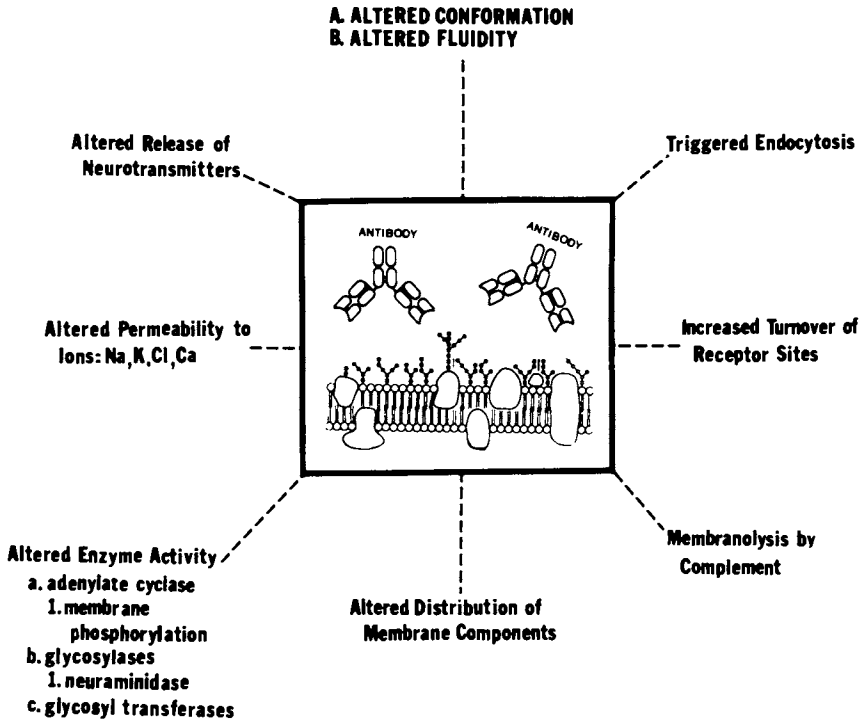 A. ALTERED CONFORMATION
B. ALTERED FLUIDITY
Altered Release of
Neurotransmitters
Triggered Endocytosis
ANTIBODY
ANTIBODY
Altered Permeability to
Ions: Na,K,Cl,Ca
Increased Turnover of
Receptor Sites
Altered Enzyme Activity
a. adenylate cyclase
1. membrane
phosphorylation
b. glycosylases
1. neuraminidase
c. glycosyl transferases
Altered Distribution of
Membrane Components
Membranolysis by
Complement